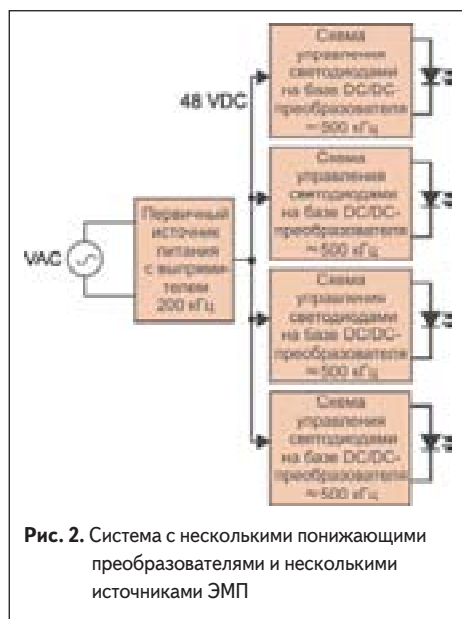 Схема
управления
светодиодами
на базе DC/DC-
преобразователя
≈ 500 кГц
48 VDC
Схема
управления
светодиодами
на базе DC/DC-
преобразователя
≈ 500 кГц
Первичный
источник
питания
с выпрями-
телем
200 кГц
VAC
Схема
управления
светодиодами
на базе DC/DC-
преобразователя
≈ 500 кГц
Схема
управления
светодиодами
на базе DC/DC-
преобразователя
≈ 500 кГц
Рис. 2. Система с несколькими понижающими
преобразователями и несколькими
источниками ЭМП